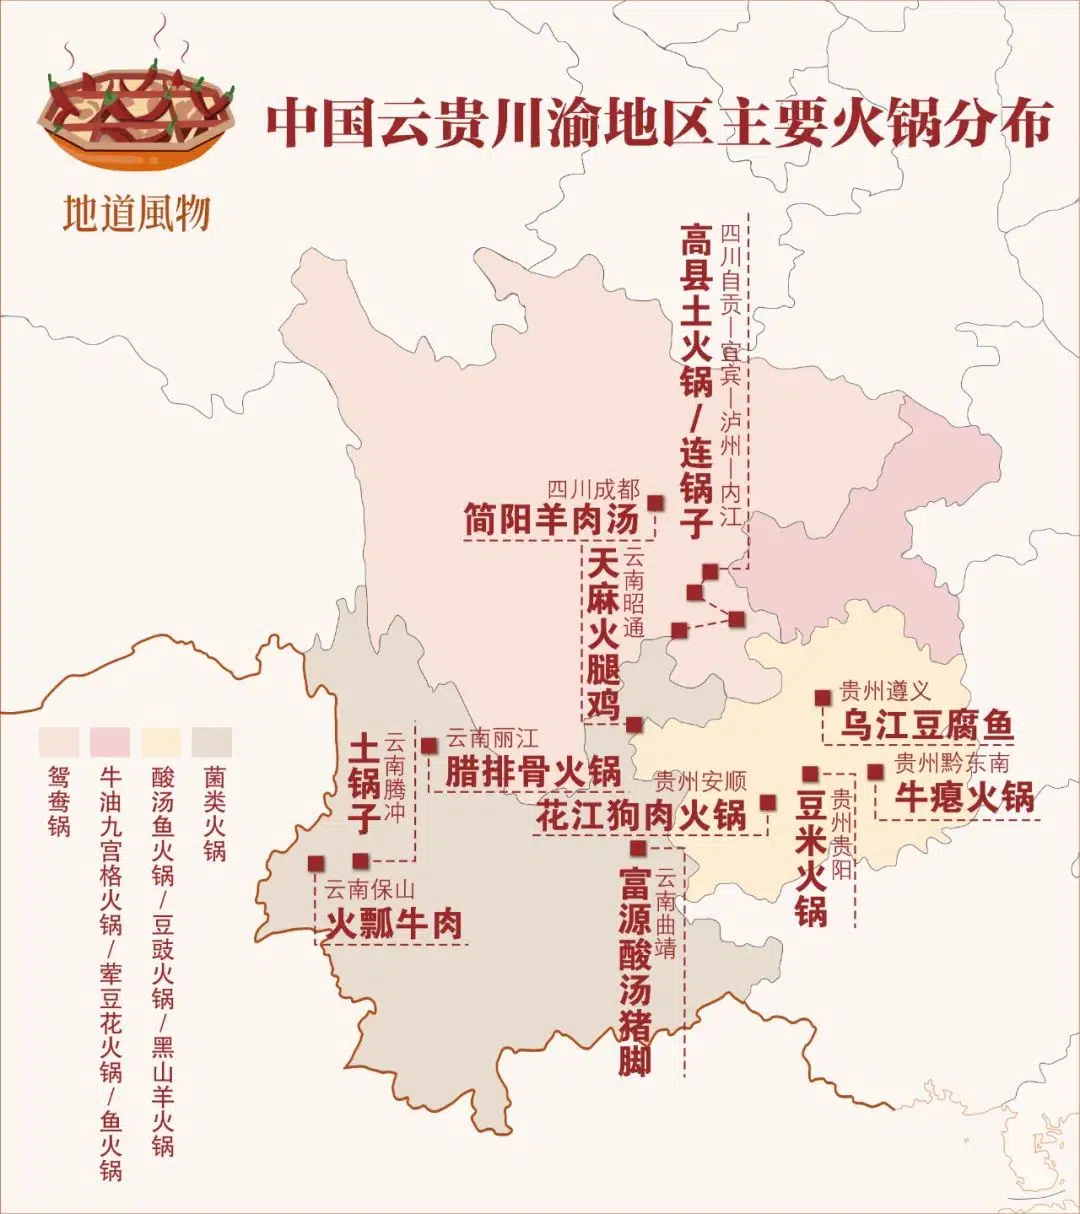 中国云贵川渝地区主要火锅分布
地道風物
高县土火锅/连锅子
四川自贡—宜宾—泸州—内江
四川成都
简阳羊肉汤
天麻火腿鸡
云南昭通
贵州遵义
乌江豆腐鱼
云南丽江
腊排骨火锅
土锅子
云南腾冲
贵州安顺
花江狗肉火锅
贵州黔东南
牛瘪火锅
豆米火锅
贵州贵阳
云南保山
火瓢牛肉
富源酸汤猪脚
云南曲靖
鸳鸯锅
牛油九宫格火锅/荤豆花火锅/鱼火锅
酸汤鱼火锅/豆豉火锅/黑山羊火锅
菌类火锅